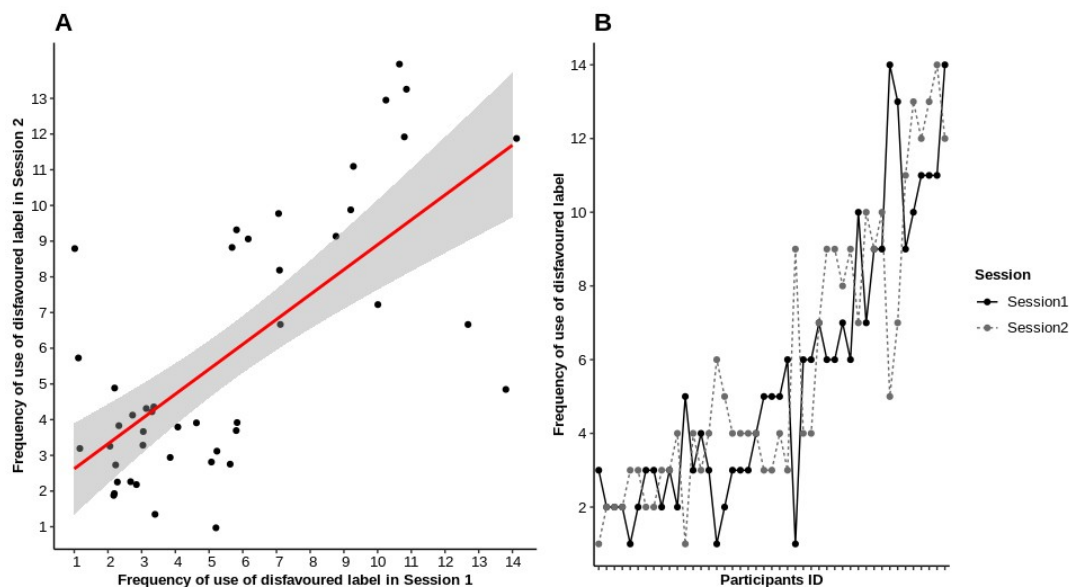 A
B
Frequency of use of disfavoured label in Session 2
13
12
11
10
9
8
7
6
5
4
3
2
1
1 2 3 4 5 6 7 8 9 10 11 12 13 14
Frequency of use of disfavoured label in Session 1
Frequency of use of disfavoured label
14
12
10
8
6
4
2
Participants ID
Session
Session1
Session2